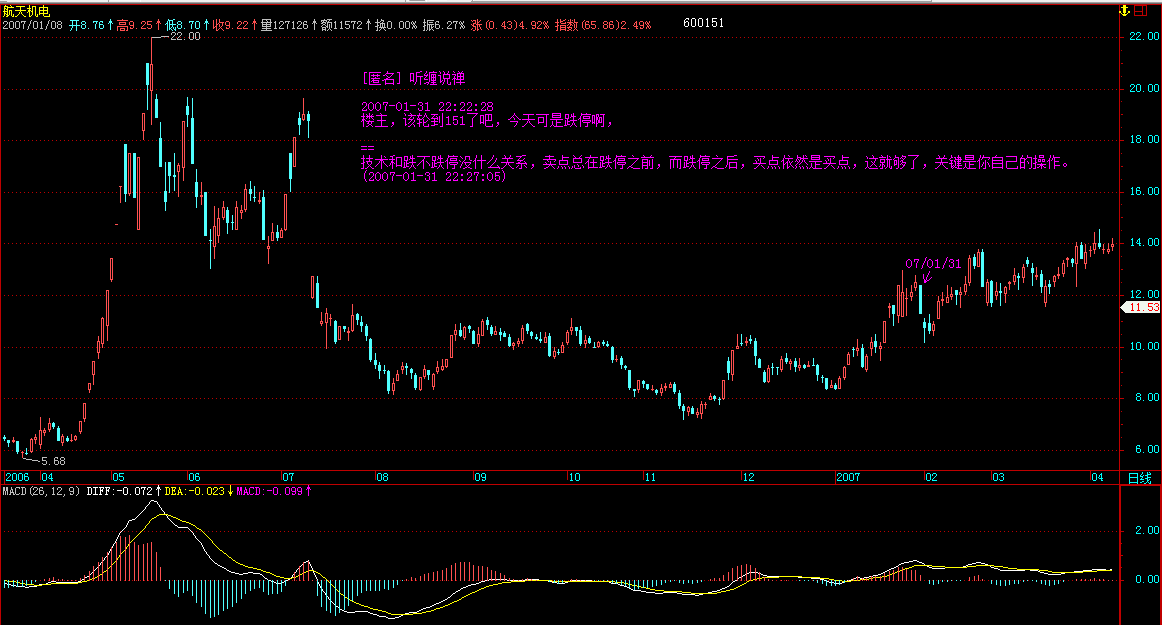 航天机电
2007/01/08 开8.76↑高9.25↑低8.70↑收9.22↑量127126↑额11572↑换0.00% 振6.27% 涨(0.43)4.92% 指数(65.86)2.49%
600151
22.00
22.00
20.00
18.00
16.00
14.00
12.00
11.53
10.00
8.00
6.00
[匿名] 听缠说禅
2007-01-31 22:22:28
楼主，该轮到151了吧，今天可是跌停啊，
==
技术和跌不跌停没什么关系，卖点总在跌停之前，而跌停之后，买点依然是买点，这就够了，关键是你自己的操作。
(2007-01-31 22:27:05)
07/01/31
5.68
2006 04 05 06 07 08 09 10 11 12 2007 02 03 04 日线
MACD(26,12,9) DIFF:-0.072↑DEA:-0.023↓MACD:-0.099↑
2.00
0.00